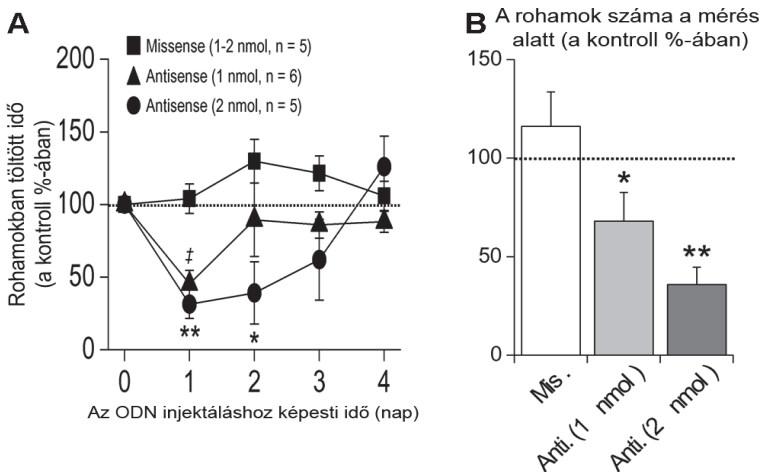 A
Missense (1-2 nmol, n = 5)
Antisense (1 nmol, n = 6)
Antisense (2 nmol, n = 5)
Rohamokban töltött idő
(a kontroll %-ában)
200
150
100
50
0
‡
**
*
0 1 2 3 4
Az ODN injektáláshoz képesti idő (nap)
B
A rohamok száma a mérés
alatt (a kontroll %-ában)
150
100
50
0
*
**
Mis.
Anti. (1 nmol)
Anti. (2 nmol)